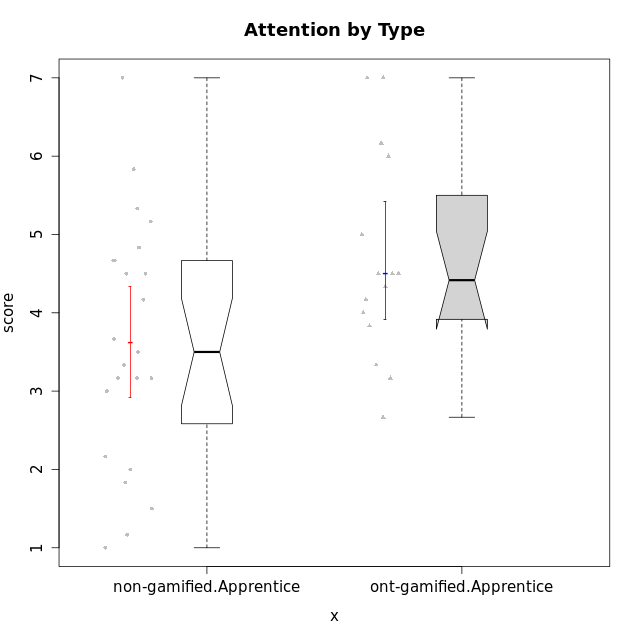 Attention by Type
score
7
6
5
4
3
2
1
non-gamified.Apprentice ont-gamified.Apprentice
x